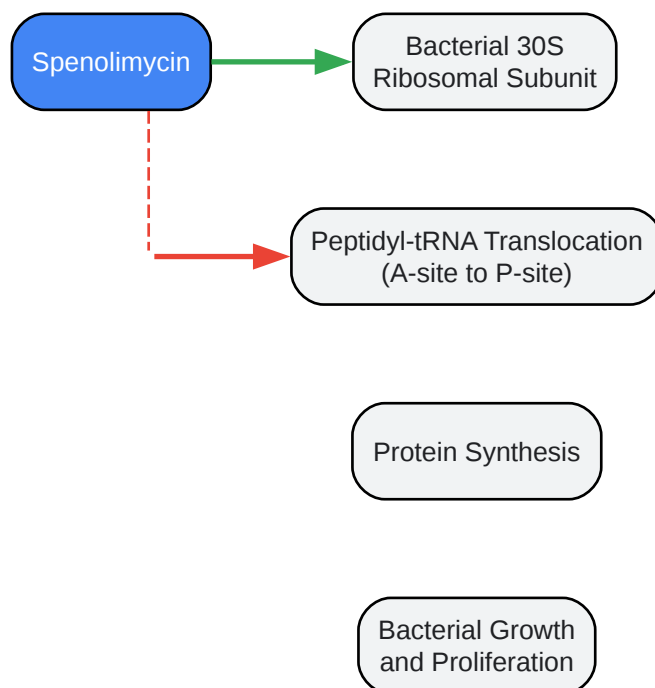 Spenolimycin
Bacterial 30S
Ribosomal Subunit
Peptidyl-tRNA Translocation
(A-site to P-site)
Protein Synthesis
Bacterial Growth
and Proliferation